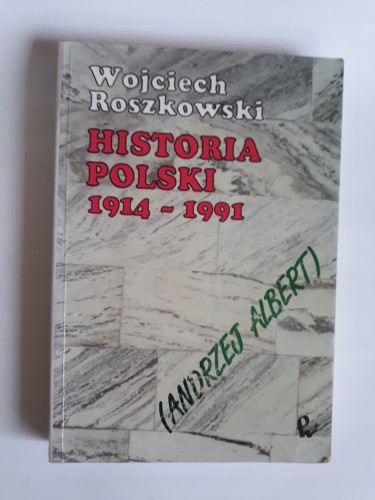 Wojciech
Roszkowski
HISTORIA
POLSKI
1914 - 1991
(ANDRZEJ ALBERT)